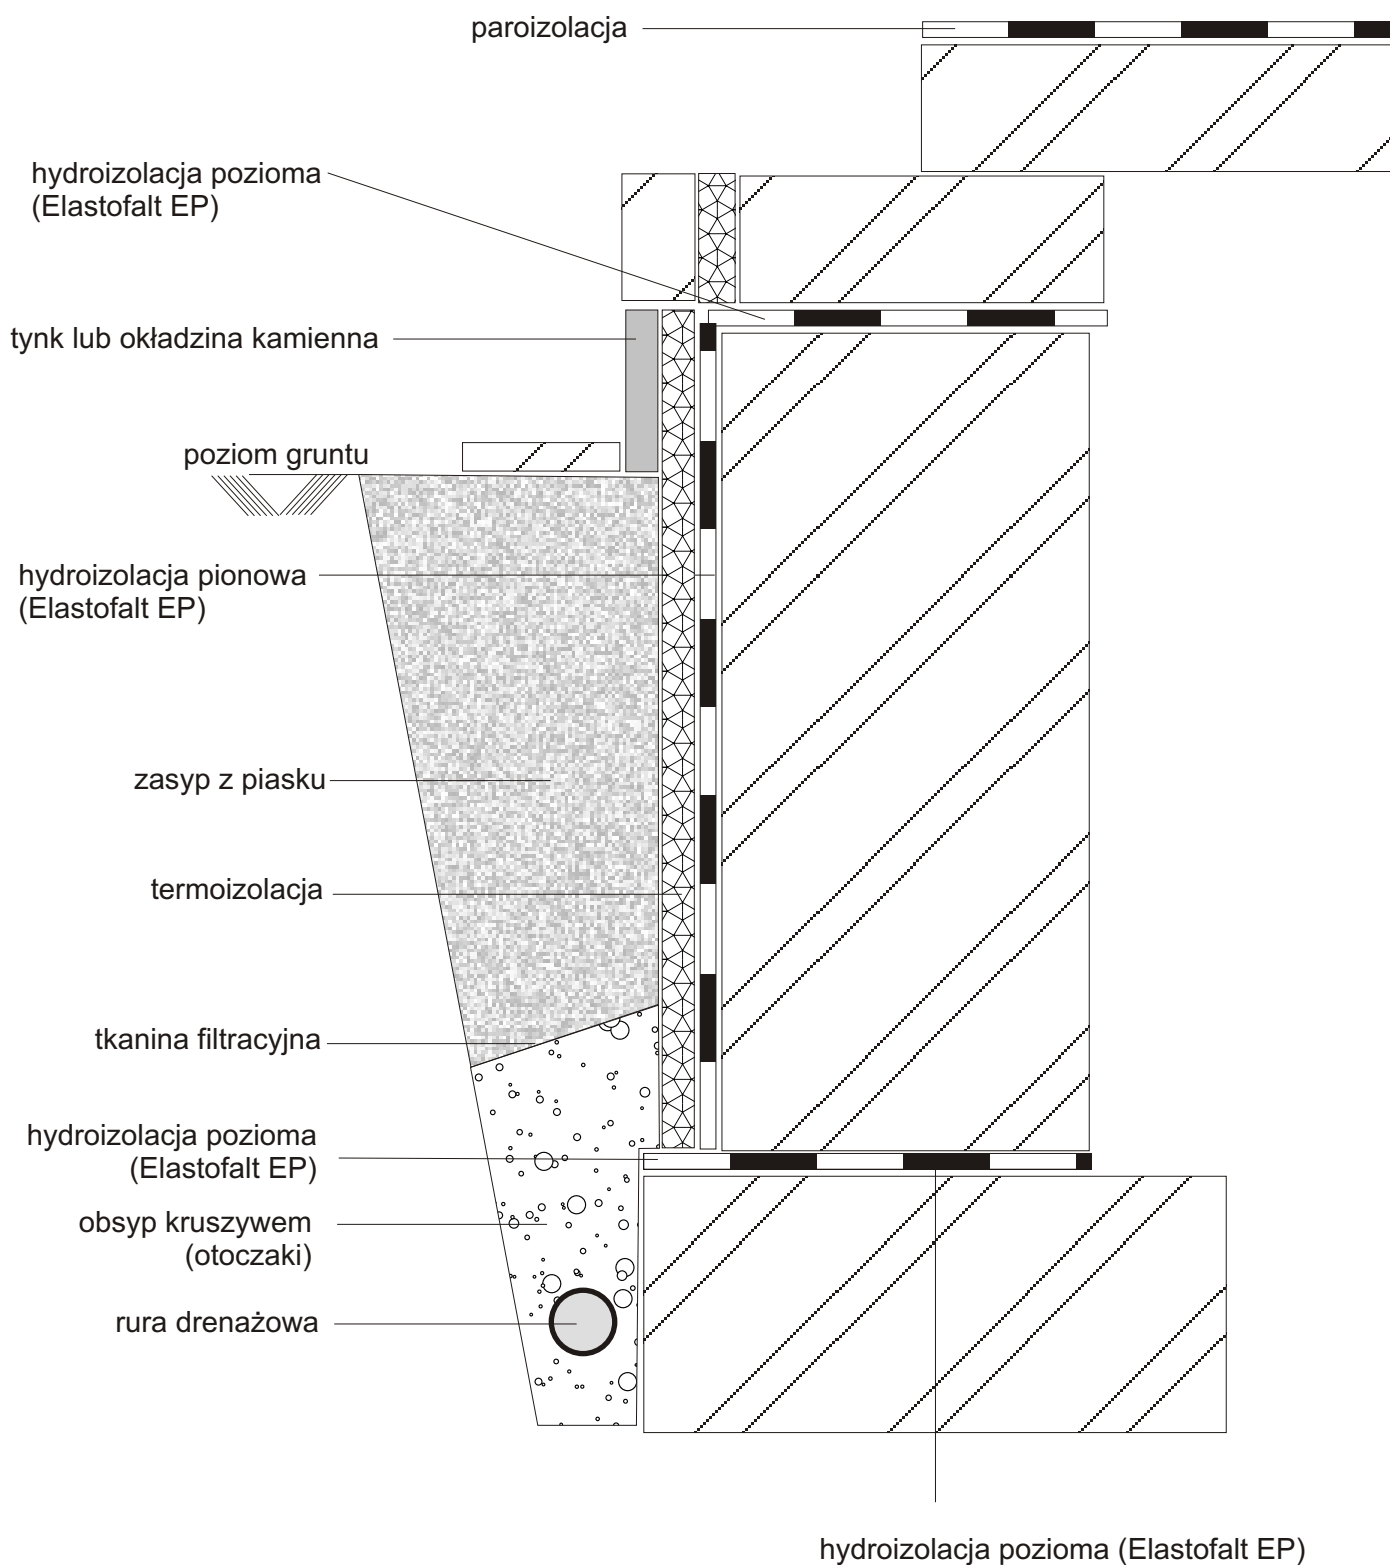 paroizolacja
hydroizolacja pozioma
(Elastofalt EP)
tynk lub okładzina kamienna
poziom gruntu
hydroizolacja pionowa
(Elastofalt EP)
zasyp z piasku
termoizolacja
tkanina filtracyjna
hydroizolacja pozioma
(Elastofalt EP)
obsyp kruszywem
(otoczaki)
rura drenażowa
hydroizolacja pozioma (Elastofalt EP)